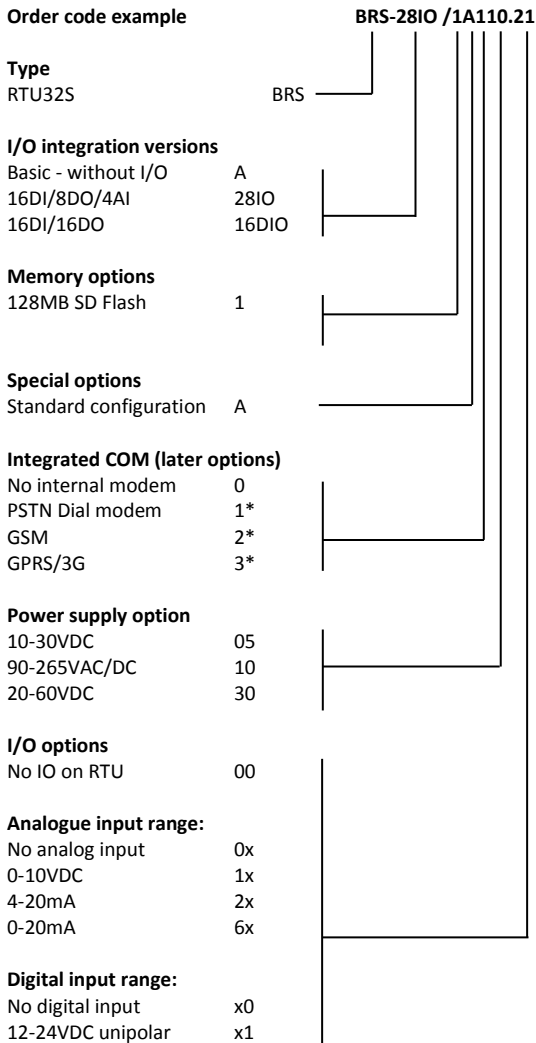 Order code example BRS-28IO /1A110.21
Type
RTU32S BRS
I/O integration versions
Basic - without I/O A
16DI/8DO/4AI 28IO
16DI/16DO 16DIO
Memory options
128MB SD Flash 1
Special options
Standard configuration A
Integrated COM (later options)
No internal modem 0
PSTN Dial modem 1*
GSM 2*
GPRS/3G 3*
Power supply option
10-30VDC 05
90-265VAC/DC 10
20-60VDC 30
I/O options
No IO on RTU 00
Analogue input range:
No analog input 0x
0-10VDC 1x
4-20mA 2x
0-20mA 6x
Digital input range:
No digital input x0
12-24VDC unipolar x1